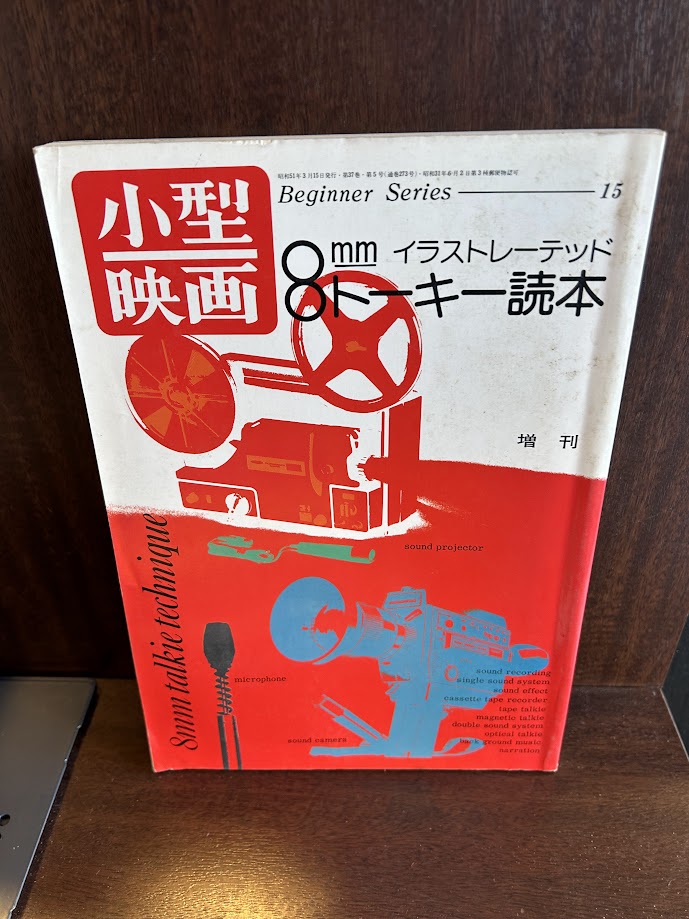 昭和51年3月15日発行・第37巻・第5号(通巻273号)・昭和31年6月2日第3種郵便物認可
Beginner Series 15
小型
映画
8mm イラストレーテッド
トーキー読本
増刊
sound projector
8mm talkie technique
microphone
sound camera
sound recording
single sound system
sound effect
cassette tape recorder
tape talkie
magnetic talkie
double sound system
optical talkie
back ground music
narration